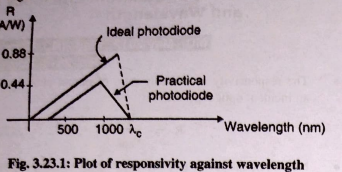 R
A/W)
Ideal photodiode
0.88
0.44
Practical
photodiode
500 1000 λc Wavelength (nm)
Fig. 3.23.1: Plot of responsivity against wavelength